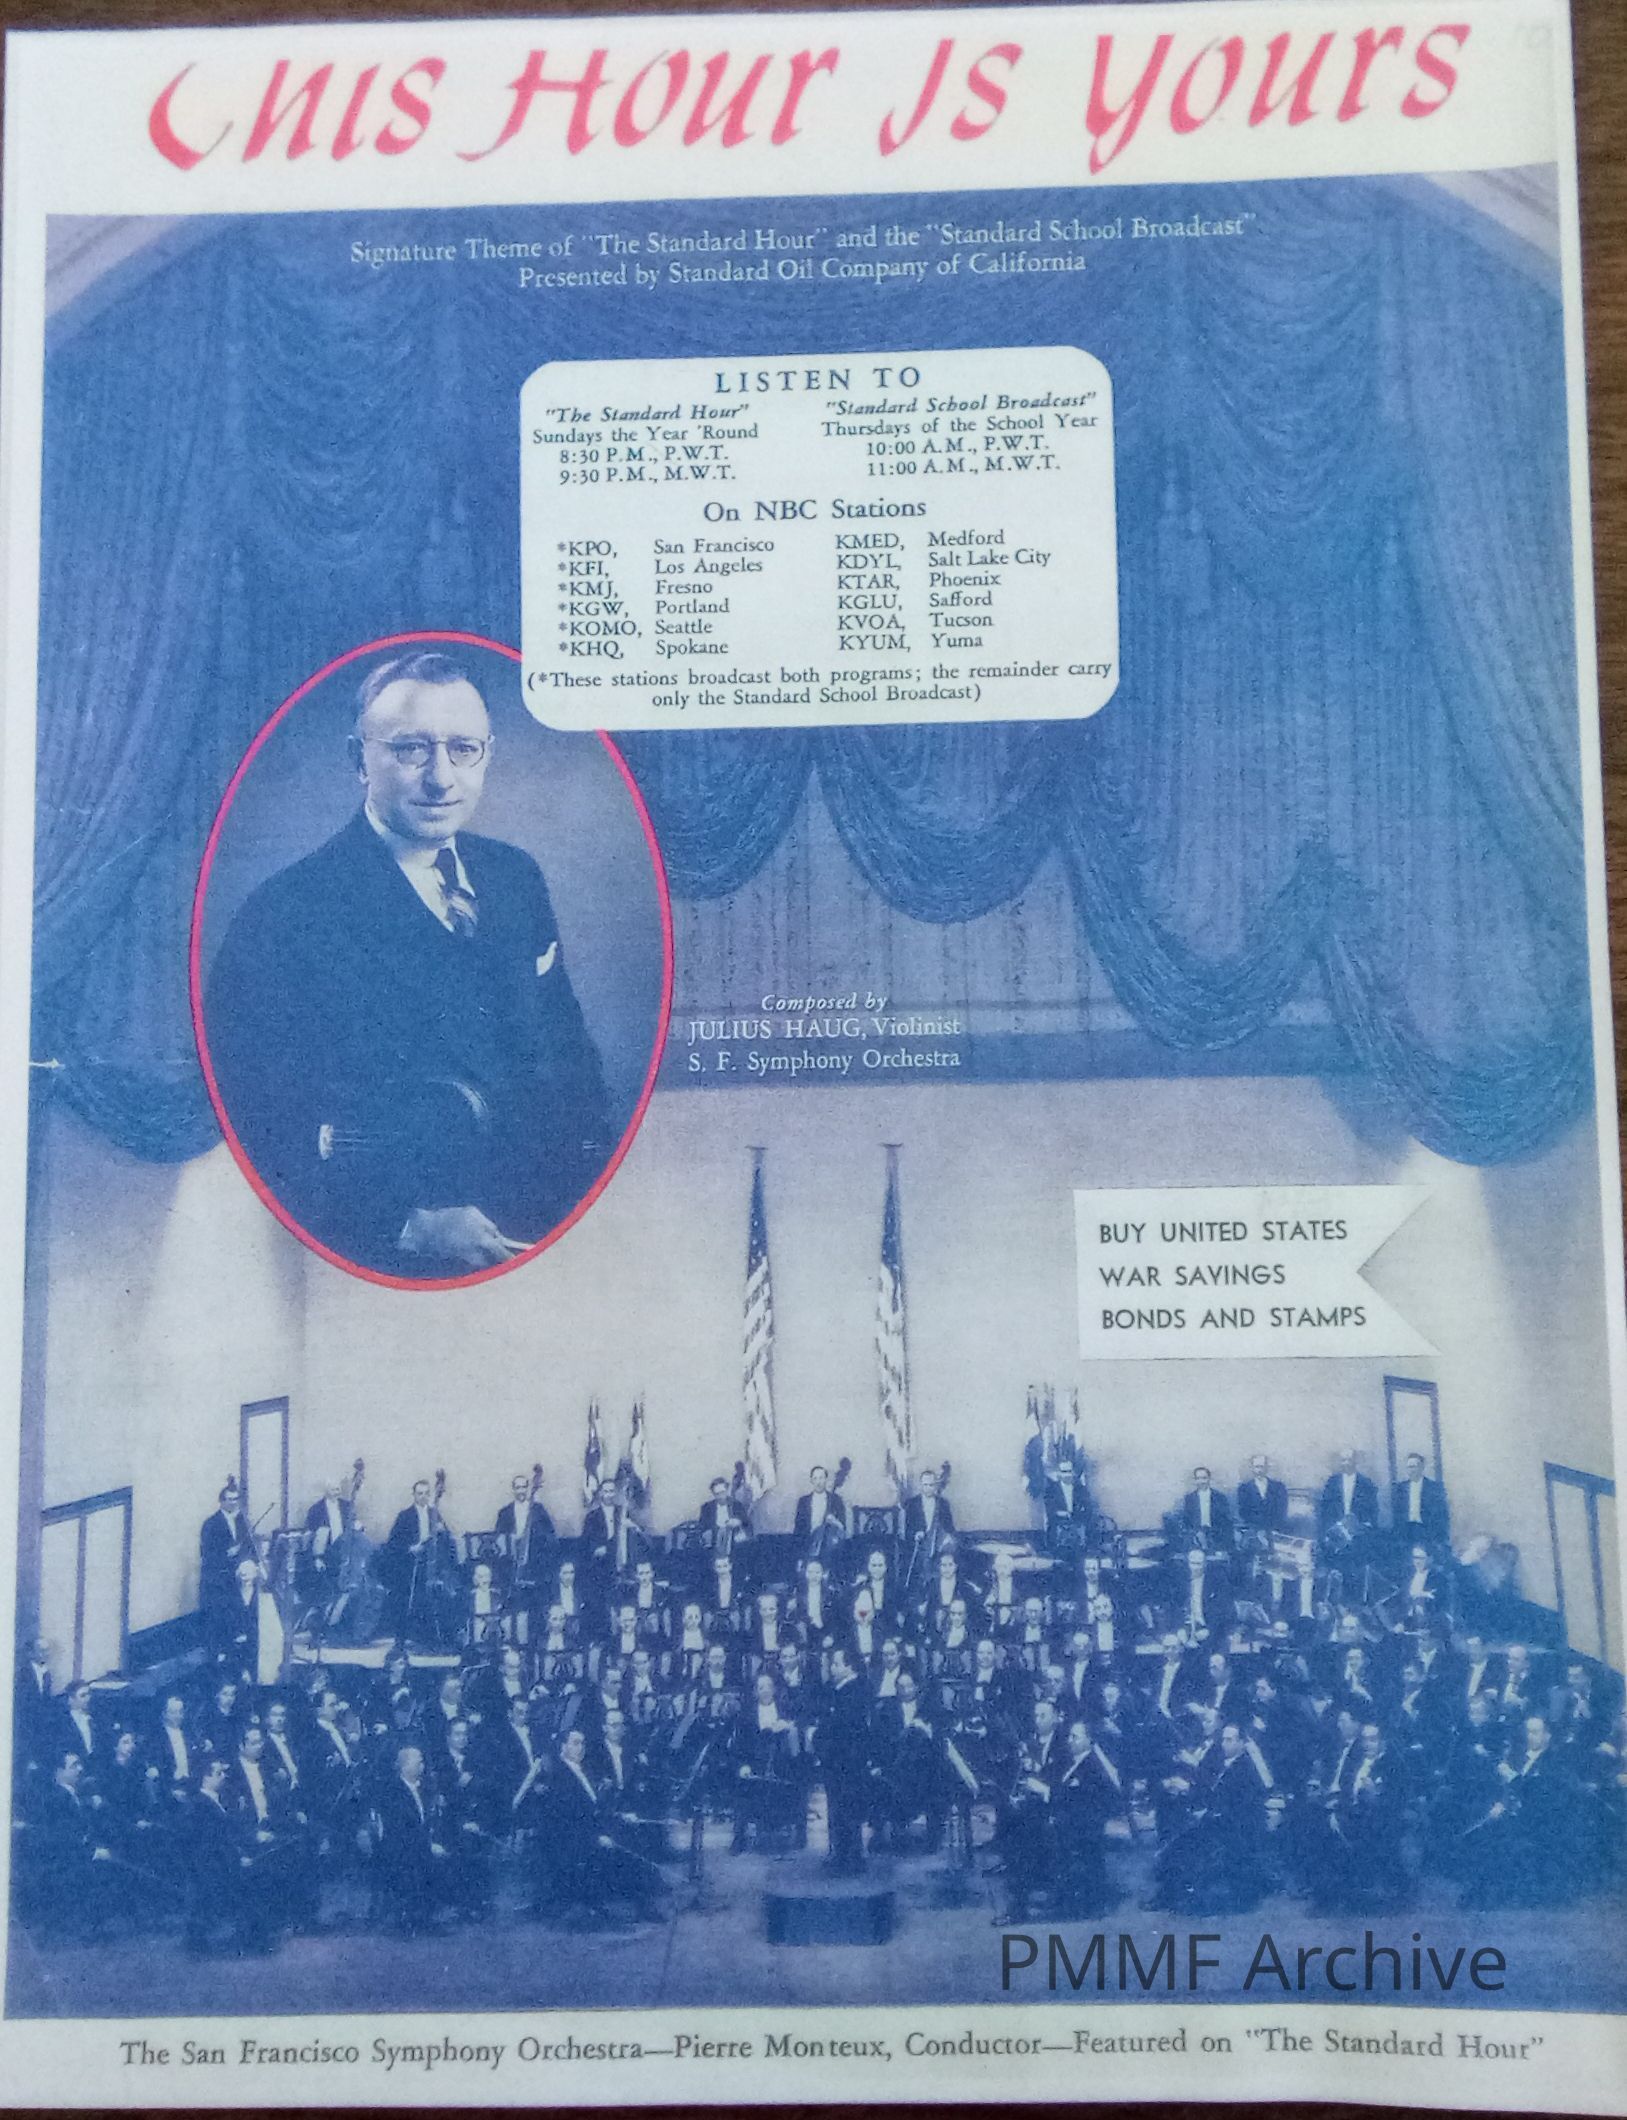 This Hour Is Yours
Signature Theme of "The Standard Hour" and the "Standard School Broadcast"
Presented by Standard Oil Company of California
LISTEN TO
"The Standard Hour"
Sundays the Year 'Round
8:30 P.M., P.W.T.
9:30 P.M., M.W.T.
"Standard School Broadcast"
Thursdays of the School Year
10:00 A.M., P.W.T.
11:00 A.M., M.W.T.
On NBC Stations
*KPO, San Francisco
*KFI, Los Angeles
*KMJ, Fresno
*KGW, Portland
*KOMO, Seattle
*KHQ, Spokane
KMED, Medford
KDYL, Salt Lake City
KTAR, Phoenix
KGLU, Safford
KVOA, Tucson
KYUM, Yuma
(*These stations broadcast both programs; the remainder carry
only the Standard School Broadcast)
Composed by
JULIUS HAUG, Violinist
S. F. Symphony Orchestra
BUY UNITED STATES
WAR SAVINGS
BONDS AND STAMPS
PMMF Archive
The San Francisco Symphony Orchestra—Pierre Monteux, Conductor—Featured on "The Standard Hour"